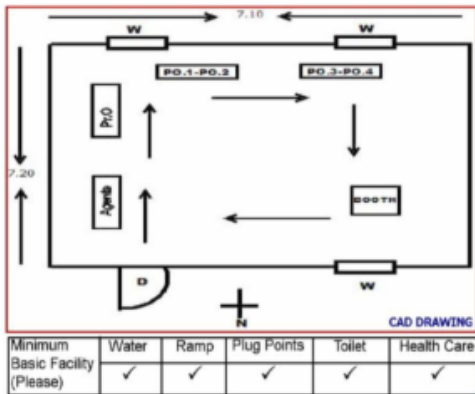 7.10
W W
PO.1-PO.2 PO.3-PO.4
Pr.O
7.20
Agents
BOOTH
D
W
N
CAD DRAWING
Minimum Basic Facility (Please) Water Ramp Plug Points Toilet Health Care
✓ ✓ ✓ ✓ ✓